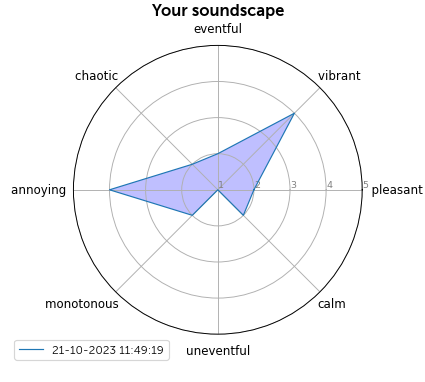 Your soundscape
eventful
chaotic
vibrant
annoying
1 2 3 4 5
pleasant
monotonous
calm
uneventful
21-10-2023 11:49:19